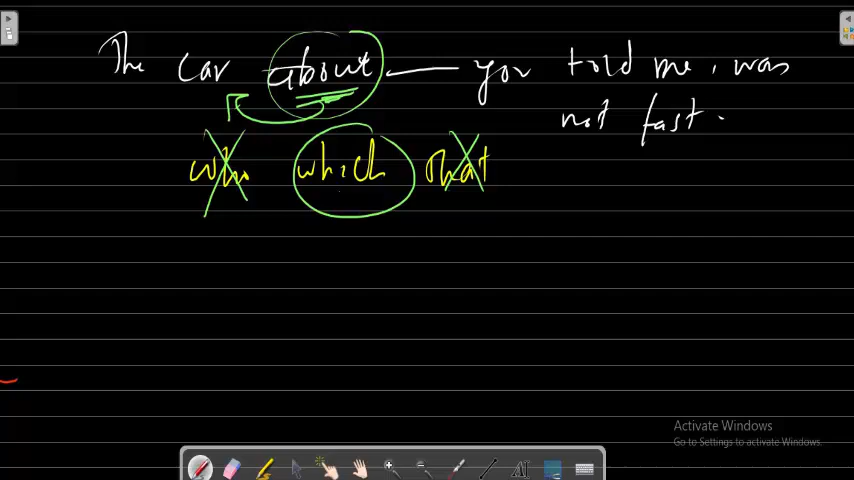 The car about — you told me, was
not fast.
who which that
Activate Windows
Go to Settings to activate Windows.